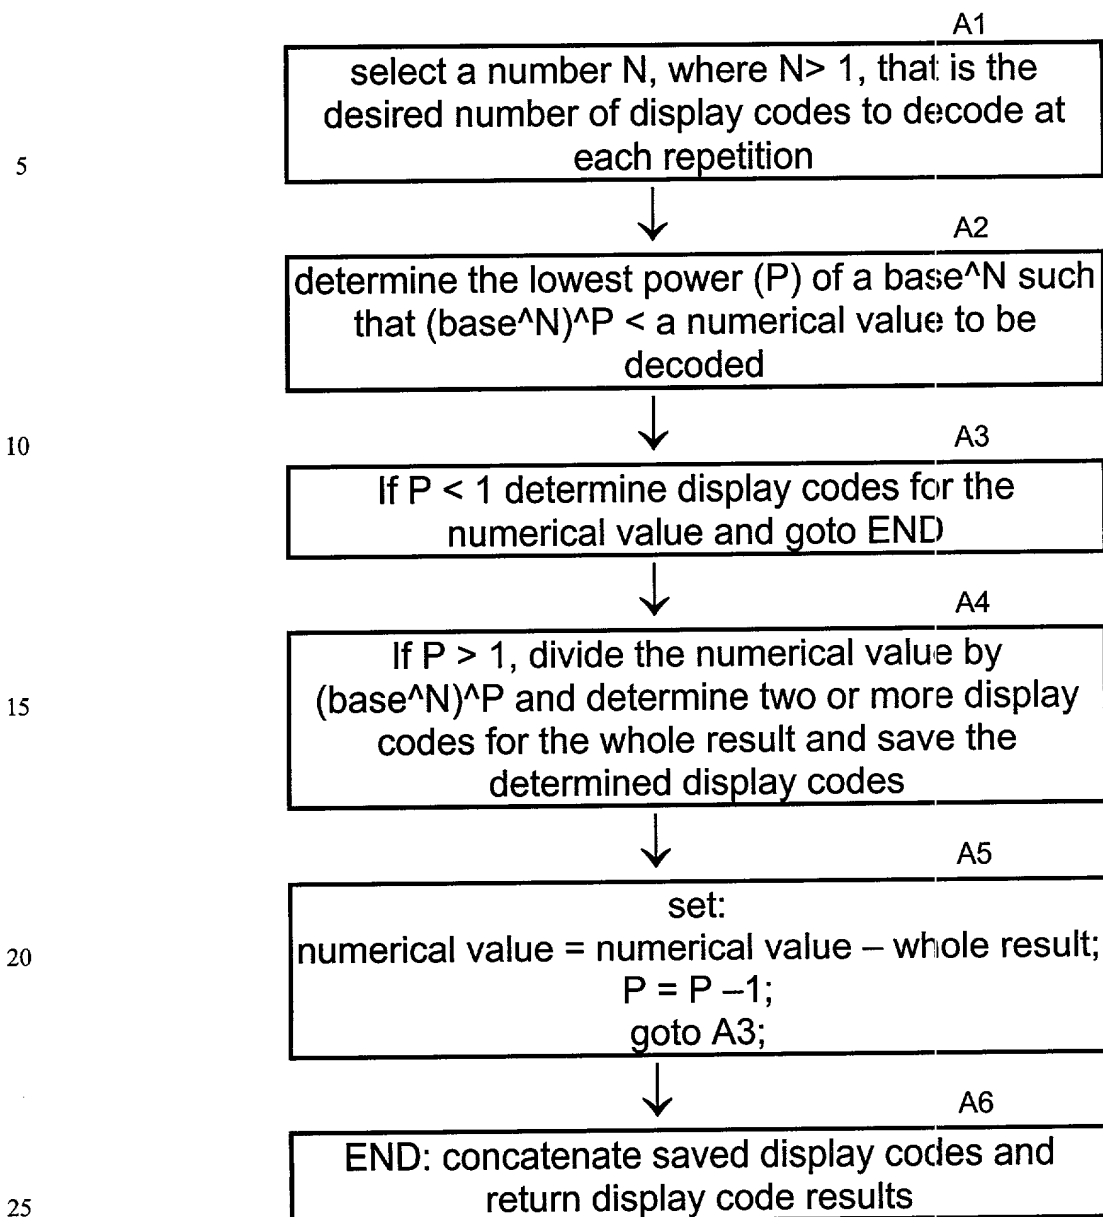 A1
select a number N, where N> 1, that is the
desired number of display codes to decode at
each repetition
5
A2
determine the lowest power (P) of a base^N such
that (base^N)^P < a numerical value to be
decoded
10
A3
If P < 1 determine display codes for the
numerical value and goto END
A4
If P > 1, divide the numerical value by
(base^N)^P and determine two or more display
15
codes for the whole result and save the
determined display codes
A5
set:
numerical value = numerical value – whole result;
20
P = P –1;
goto A3;
A6
END: concatenate saved display codes and
return display code results
25